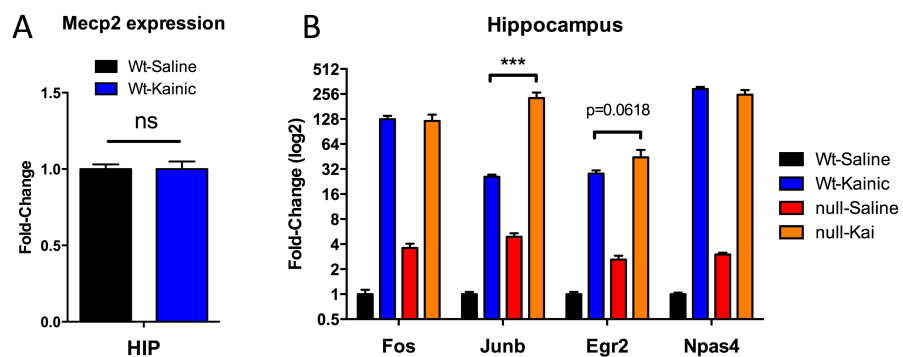 A
Mecp2 expression
Wt-Saline
Wt-Kainic
1.5
1.0
0.5
0.0
Fold-Change
ns
HIP
B
Hippocampus
512
256
128
64
32
16
8
4
2
1
0.5
Fold-Change (log2)
***
p=0.0618
Fos
Junb
Egr2
Npas4
Wt-Saline
Wt-Kainic
null-Saline
null-Kai